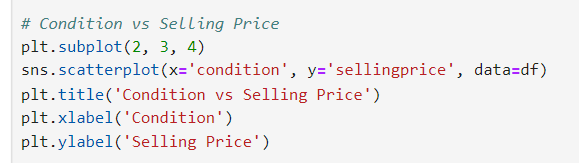 # Condition vs Selling Price
plt.subplot(2, 3, 4)
sns.scatterplot(x='condition', y='sellingprice', data=df)
plt.title('Condition vs Selling Price')
plt.xlabel('Condition')
plt.ylabel('Selling Price')